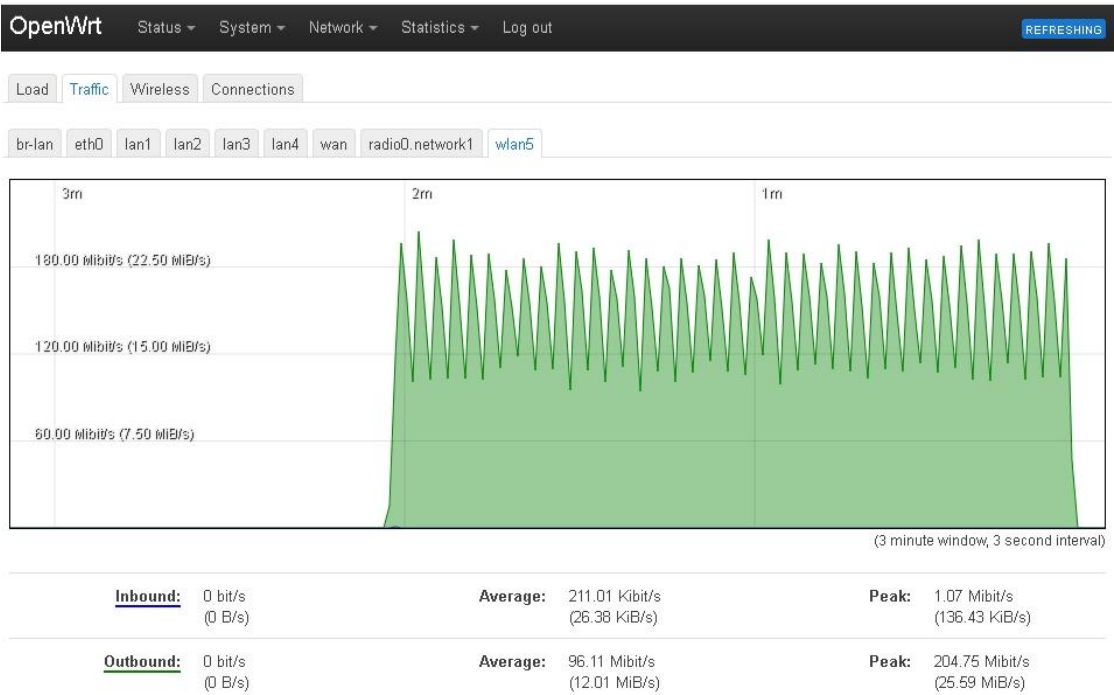 OpenWrt Status System Network Statistics Log out REFRESHING
Load Traffic Wireless Connections
br-lan eth0 lan1 lan2 lan3 lan4 wan radio0.network1 wlan5
3m 2m 1m
180.00 Mibit/s (22.50 MiB/s)
120.00 Mibit/s (15.00 MiB/s)
60.00 Mibit/s (7.50 MiB/s)
(3 minute window, 3 second interval)
Inbound: 0 bit/s Average: 211.01 Kibit/s Peak: 1.07 Mibit/s
(0 B/s) (26.38 KiB/s) (136.43 KiB/s)
Outbound: 0 bit/s Average: 96.11 Mibit/s Peak: 204.75 Mibit/s
(0 B/s) (12.01 MiB/s) (25.59 MiB/s)